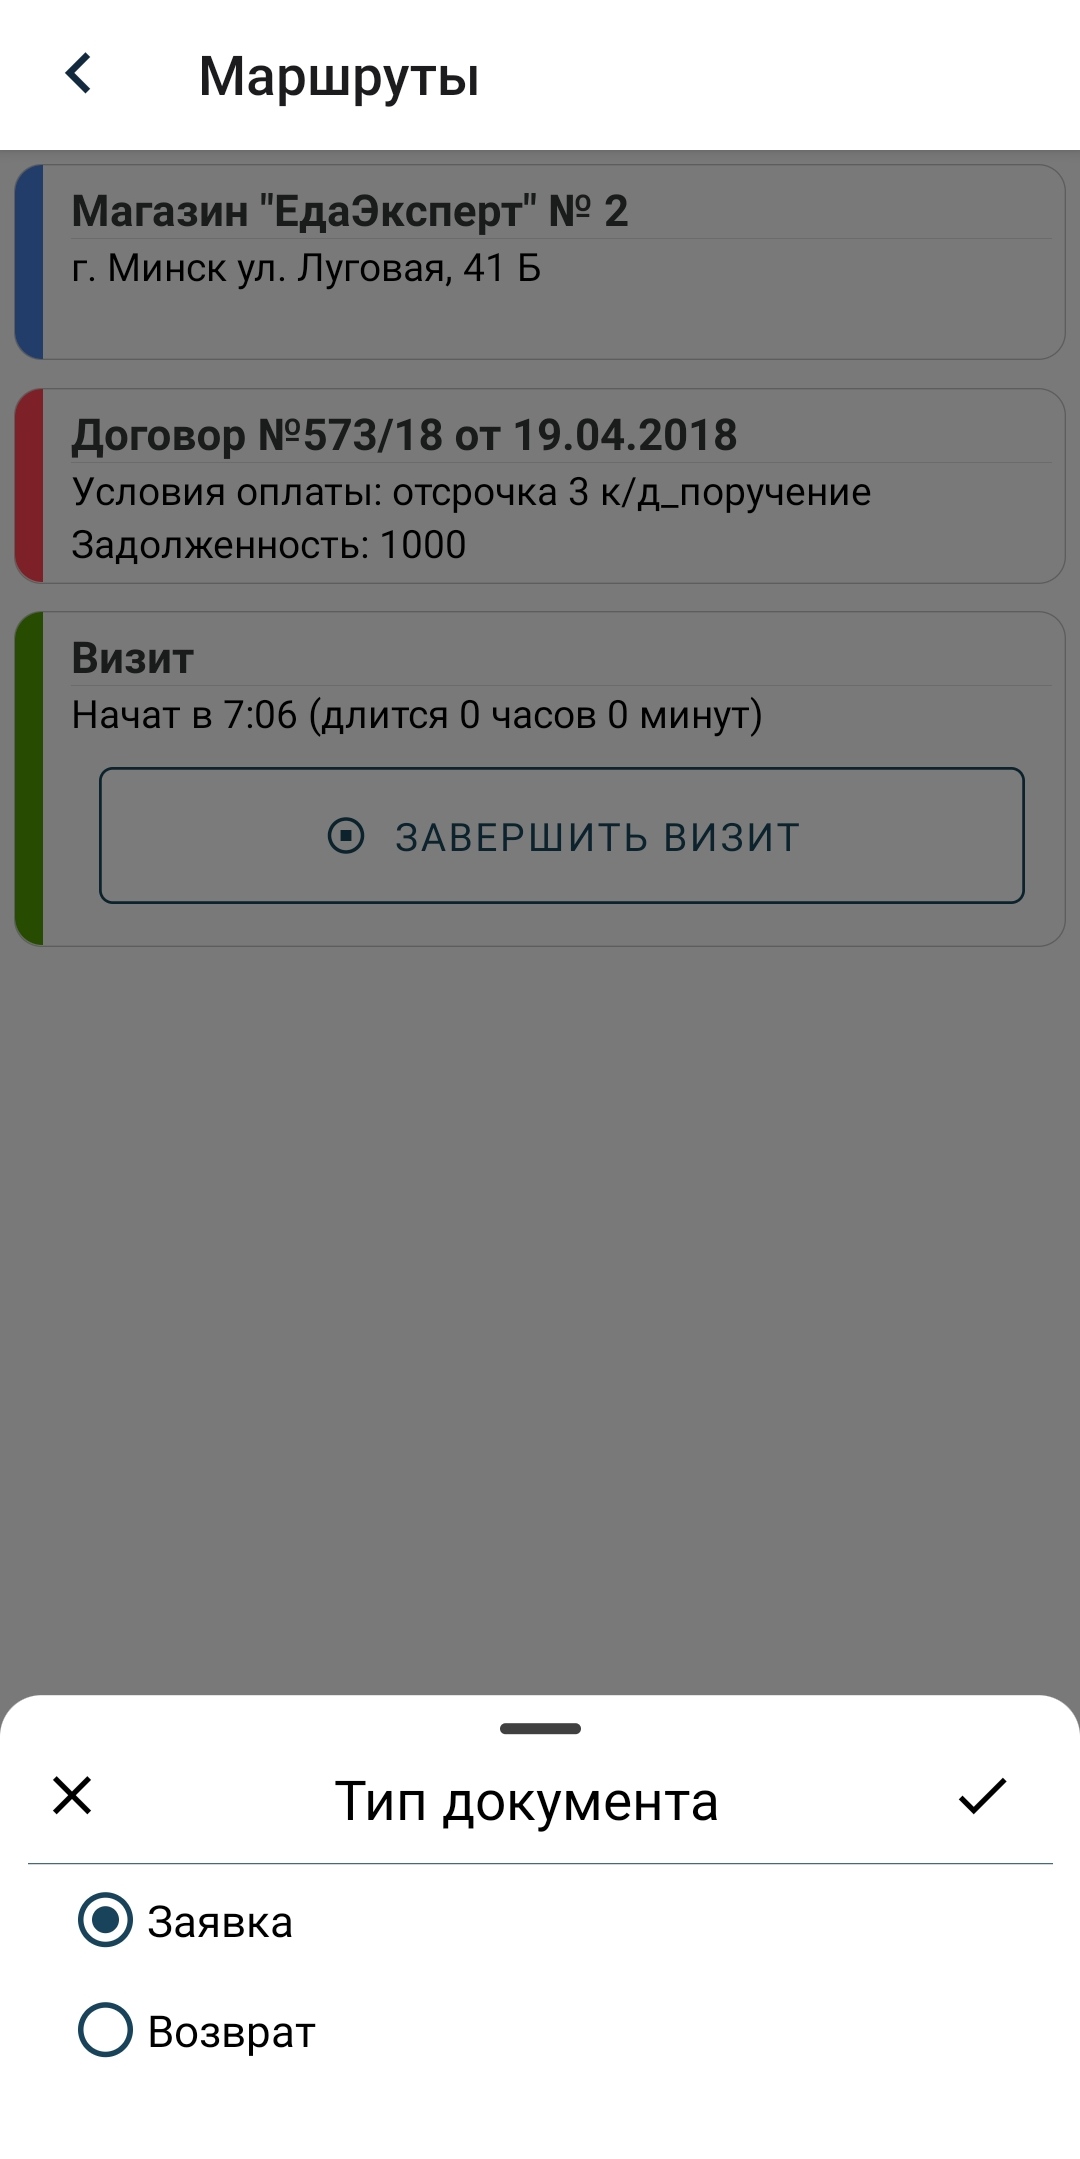 Маршруты
Магазин "ЕдаЭксперт" № 2
г. Минск ул. Луговая, 41 Б
Договор №573/18 от 19.04.2018
Условия оплаты: отсрочка 3 к/д_поручение
Задолженность: 1000
Визит
Начат в 7:06 (длится 0 часов 0 минут)
ЗАВЕРШИТЬ ВИЗИТ
Тип документа
Заявка
Возврат